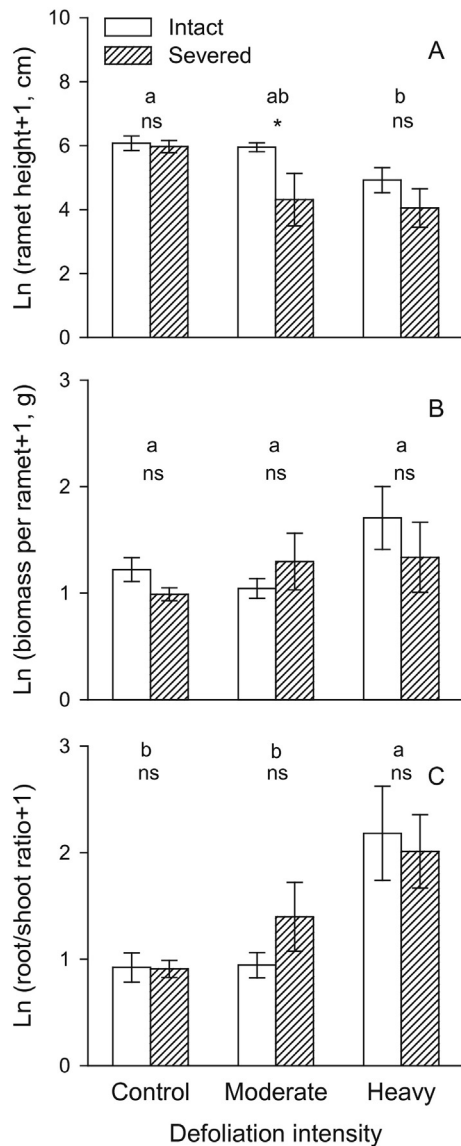 Intact
Severed
A
Ln (ramet height+1, cm)
10
8
6
4
2
0
a
ns
ab
*
b
ns
B
Ln (biomass per ramet+1, g)
3
2
1
0
a
ns
a
ns
a
ns
C
Ln (root/shoot ratio+1)
3
2
1
0
b
ns
b
ns
a
ns
Control Moderate Heavy
Defoliation intensity